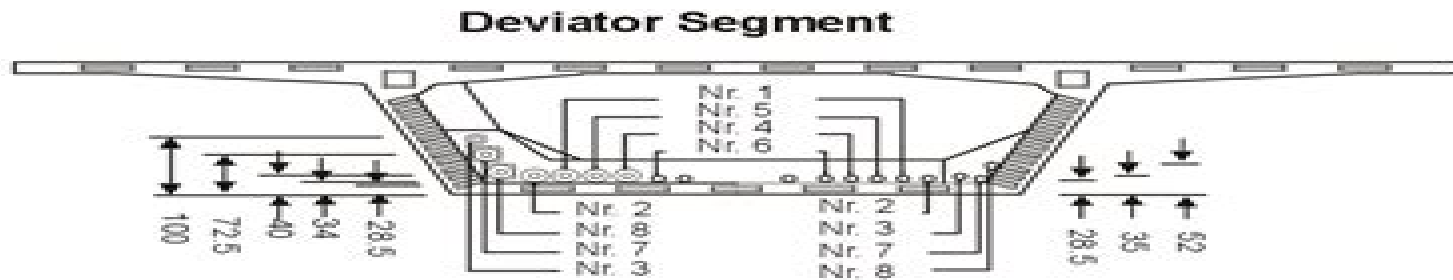 Deviator Segment
Nr. 1
Nr. 5
Nr. 4
Nr. 6
Nr. 2
Nr. 8
Nr. 7
Nr. 3
Nr. 2
Nr. 3
Nr. 7
Nr. 8
100
72.5
40
34
28.5
28.5
35
52